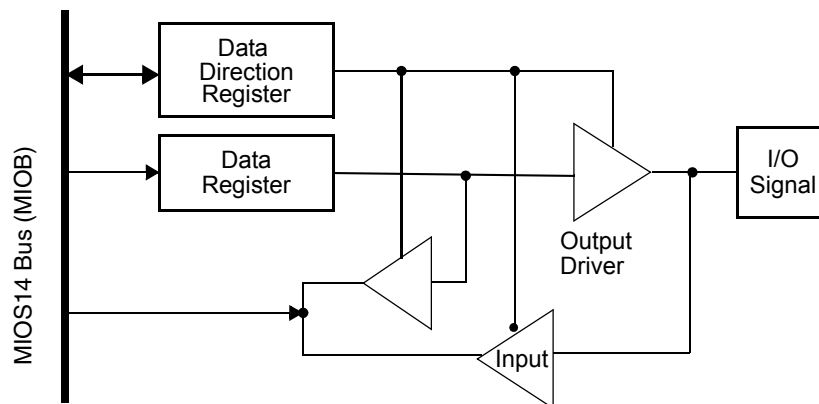 MIOS14 Bus (MIOB)
Data
Direction
Register
Data
Register
Output
Driver
I/O
Signal
Input